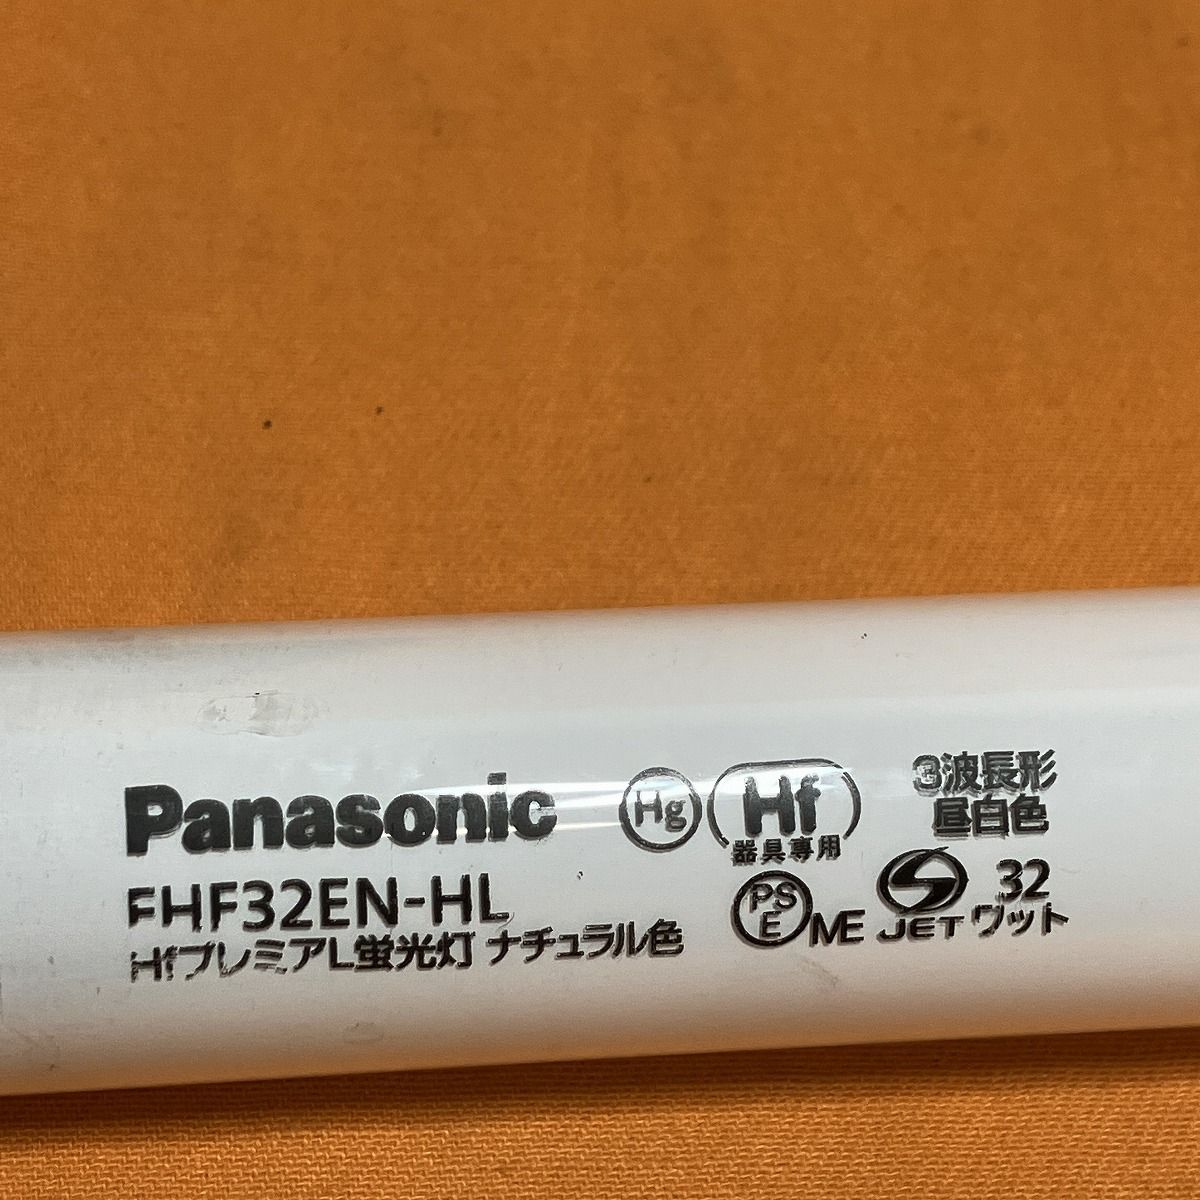 Panasonic Hg Hf 3波長形
器具専用 昼白色
FHF32EN-HL PSE ME JET 32
HfプレミアL蛍光灯 ナチュラル色 ワット